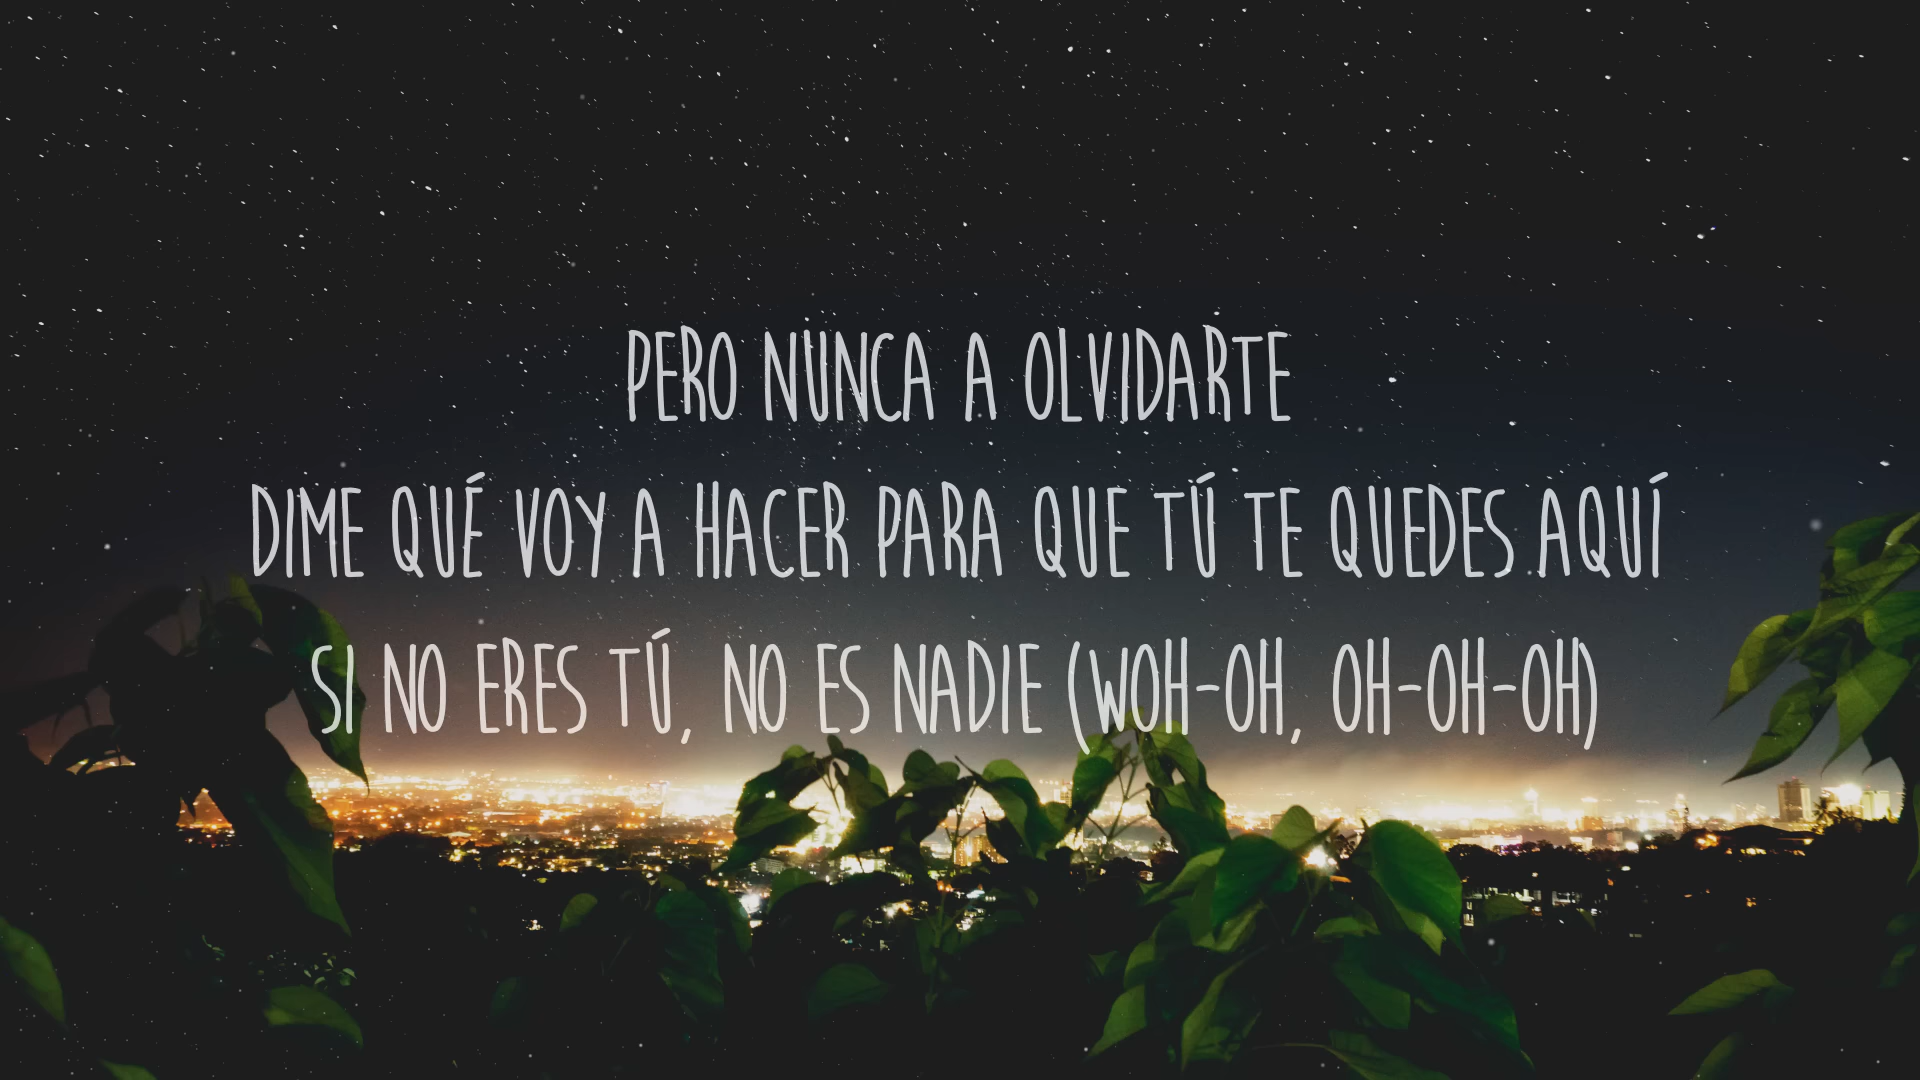 PERO NUNCA A OLVIDARTE
DIME QUÉ VOY A HACER PARA QUE TÚ TE QUEDES AQUÍ
SI NO ERES TÚ, NO ES NADIE (WOH-OH, OH-OH-OH)